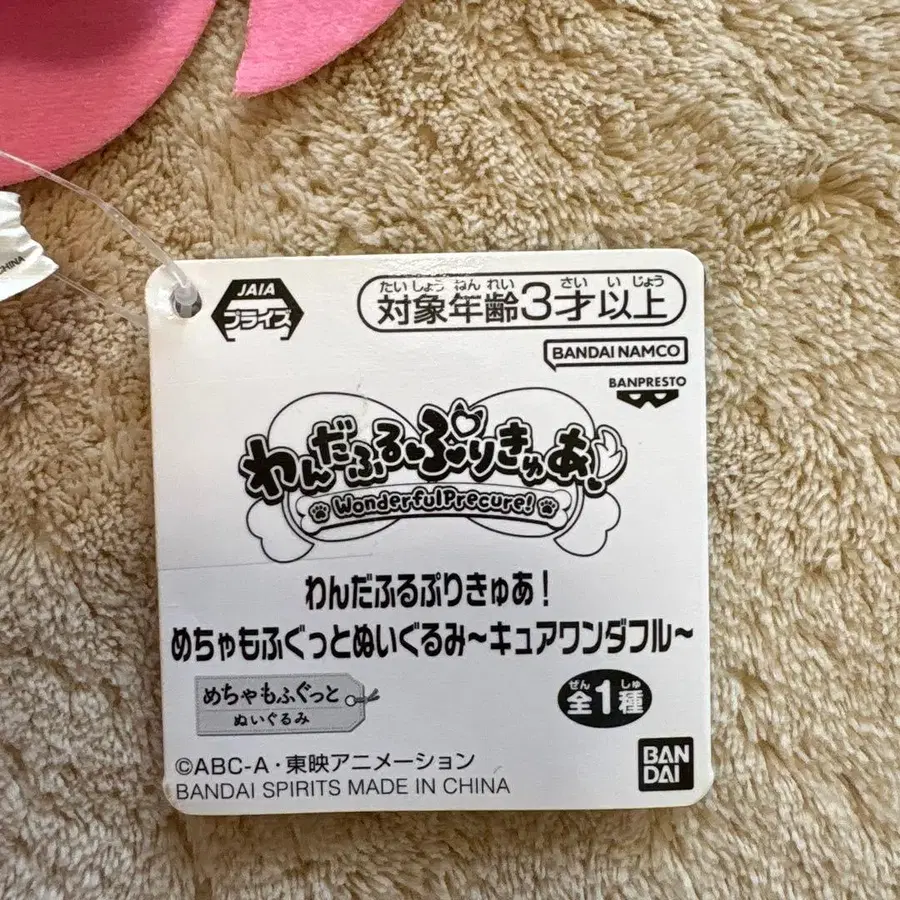 CHINA
JAIA
プライズ
たいしょうねんれい さいいじょう
対象年齢3才以上
BANDAI NAMCO
BANPRESTO
わんだふるぷりきゅあ!
WonderfulPrecure!
わんだふるぷりきゅあ!
めちゃもふぐっとぬいぐるみ~キュアワンダフル~
めちゃもふぐっと
ぬいぐるみ
ぜん しゅ
全1種
©ABC-A・東映アニメーション
BANDAI SPIRITS MADE IN CHINA
BAN
DAI